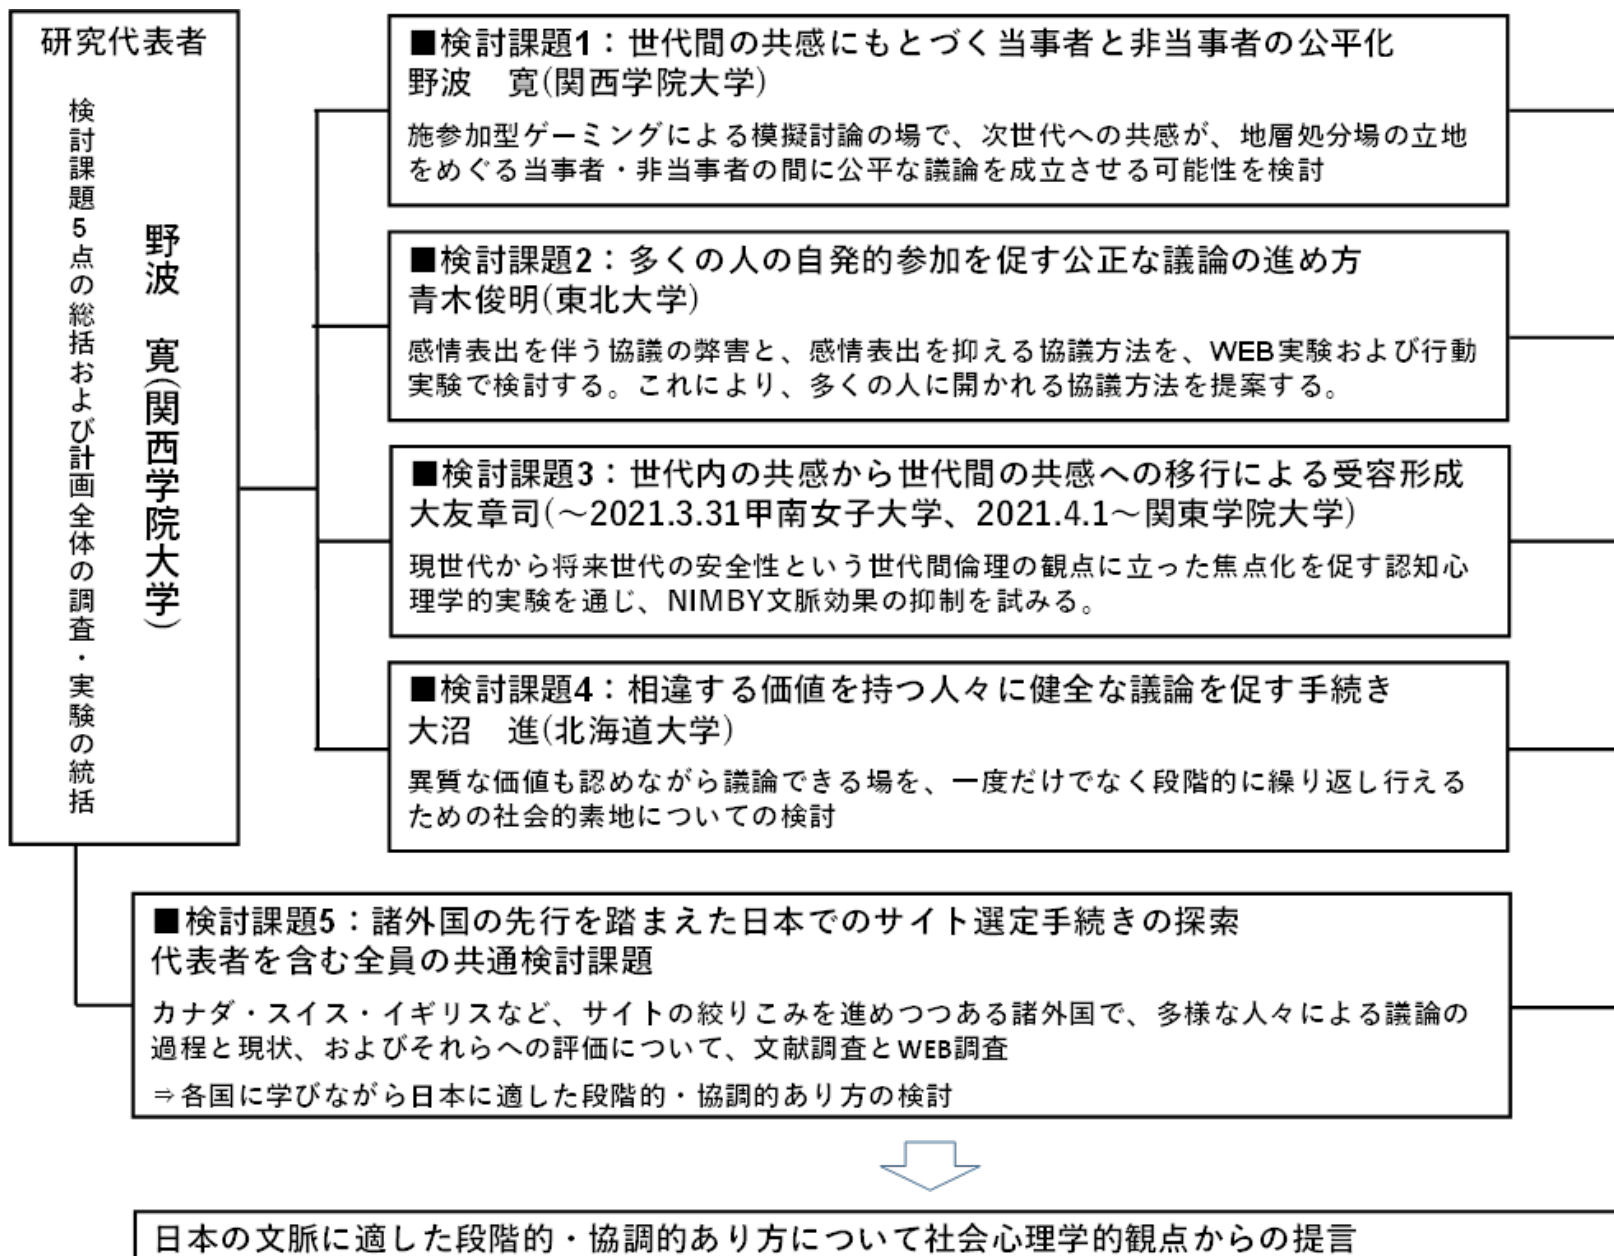 研究代表者
野波　寛(関西学院大学)
検討課題5点の総括および計画全体の調査・実験の統括
■検討課題1：世代間の共感にもとづく当事者と非当事者の公平化
野波　寛(関西学院大学)
施参加型ゲーミングによる模擬討論の場で、次世代への共感が、地層処分場の立地
をめぐる当事者・非当事者の間に公平な議論を成立させる可能性を検討
■検討課題2：多くの人の自発的参加を促す公正な議論の進め方
青木俊明(東北大学)
感情表出を伴う協議の弊害と、感情表出を抑える協議方法を、WEB実験および行動
実験で検討する。これにより、多くの人に開かれる協議方法を提案する。
■検討課題3：世代内の共感から世代間の共感への移行による受容形成
大友章司(～2021.3.31甲南女子大学、2021.4.1～関東学院大学)
現世代から将来世代の安全性という世代間倫理の観点に立った焦点化を促す認知心
理学的実験を通じ、NIMBY文脈効果の抑制を試みる。
■検討課題4：相違する価値を持つ人々に健全な議論を促す手続き
大沼　進(北海道大学)
異質な価値も認めながら議論できる場を、一度だけでなく段階的に繰り返し行える
ための社会的素地についての検討
■検討課題5：諸外国の先行を踏まえた日本でのサイト選定手続きの探索
代表者を含む全員の共通検討課題
カナダ・スイス・イギリスなど、サイトの絞りこみを進めつつある諸外国で、多様な人々による議論の
過程と現状、およびそれらへの評価について、文献調査とWEB調査
⇒各国に学びながら日本に適した段階的・協調的あり方の検討
日本の文脈に適した段階的・協調的あり方について社会心理学的観点からの提言